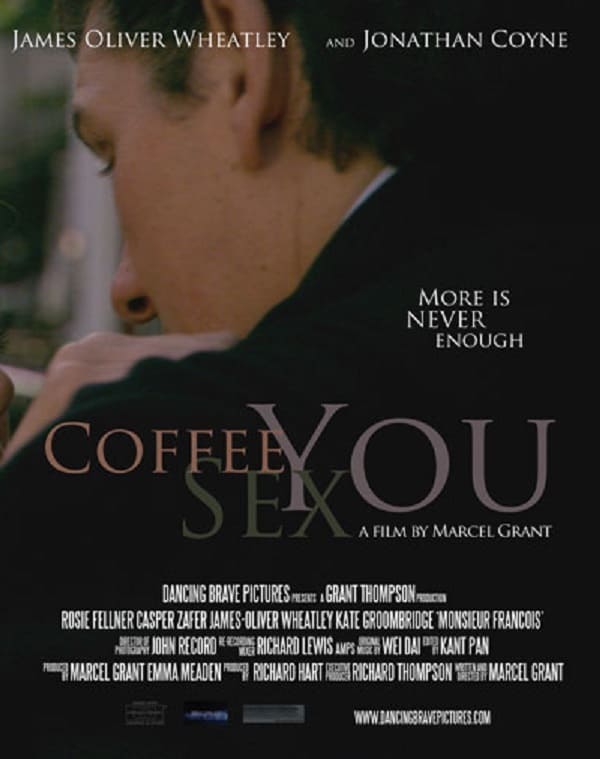 JAMES OLIVER WHEATLEY AND JONATHAN COYNE
MORE IS
NEVER
ENOUGH
COFFEE YOU
SEX
A FILM BY MARCEL GRANT
DANCING BRAVE PICTURES PRESENTS A GRANT THOMPSON PRODUCTION
ROSIE FELLNER CASPER ZAFER JAMES-OLIVER WHEATLEY KATE GROOMBRIDGE 'MONSIEUR FRANCOIS'
DIRECTOR OF PHOTOGRAPHY JOHN RECORD RE-RECORDING MIXER RICHARD LEWIS AMPS ORIGINAL MUSIC BY WEI DAI EDITED BY KANT PAN
PRODUCED BY MARCEL GRANT EMMA MEADEN PRODUCED BY RICHARD HART EXECUTIVE PRODUCER RICHARD THOMPSON WRITTEN AND DIRECTED BY MARCEL GRANT
WWW.DANCINGBRAVEPICTURES.COM